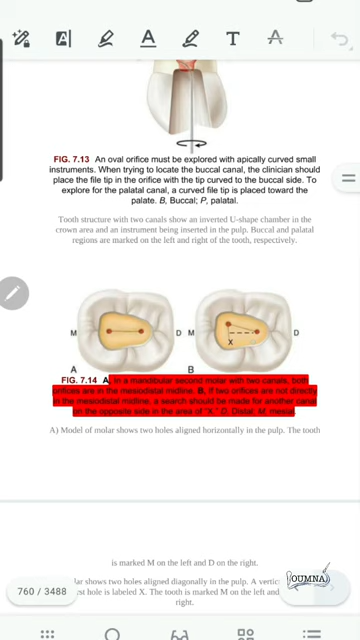 A
A
T
A
FIG. 7.13 An oval orifice must be explored with apically curved small
instruments. When trying to locate the buccal canal, the clinician should
place the file tip in the orifice with the tip curved to the buccal side. To
explore for the palatal canal, a curved file tip is placed toward the
palate. B, Buccal; P, palatal.
Tooth structure with two canals show an inverted U-shape chamber in the
crown area and an instrument being inserted in the pulp. Buccal and palatal
regions are marked on the left and right of the tooth, respectively.
M D M D
X
A B
FIG. 7.14 A, In a mandibular second molar with two canals, both
orifices are in the mesiodistal midline. B, If two orifices are not directly
in the mesiodistal midline, a search should be made for another canal
on the opposite side in the area of "X." D, Distal; M, mesial.
A) Model of molar shows two holes aligned horizontally in the pulp. The tooth
is marked M on the left and D on the right.
lar shows two holes aligned diagonally in the pulp. A vertic
760 / 3488
rst hole is labeled X. The tooth is marked M on the left and
right.
OUMNA